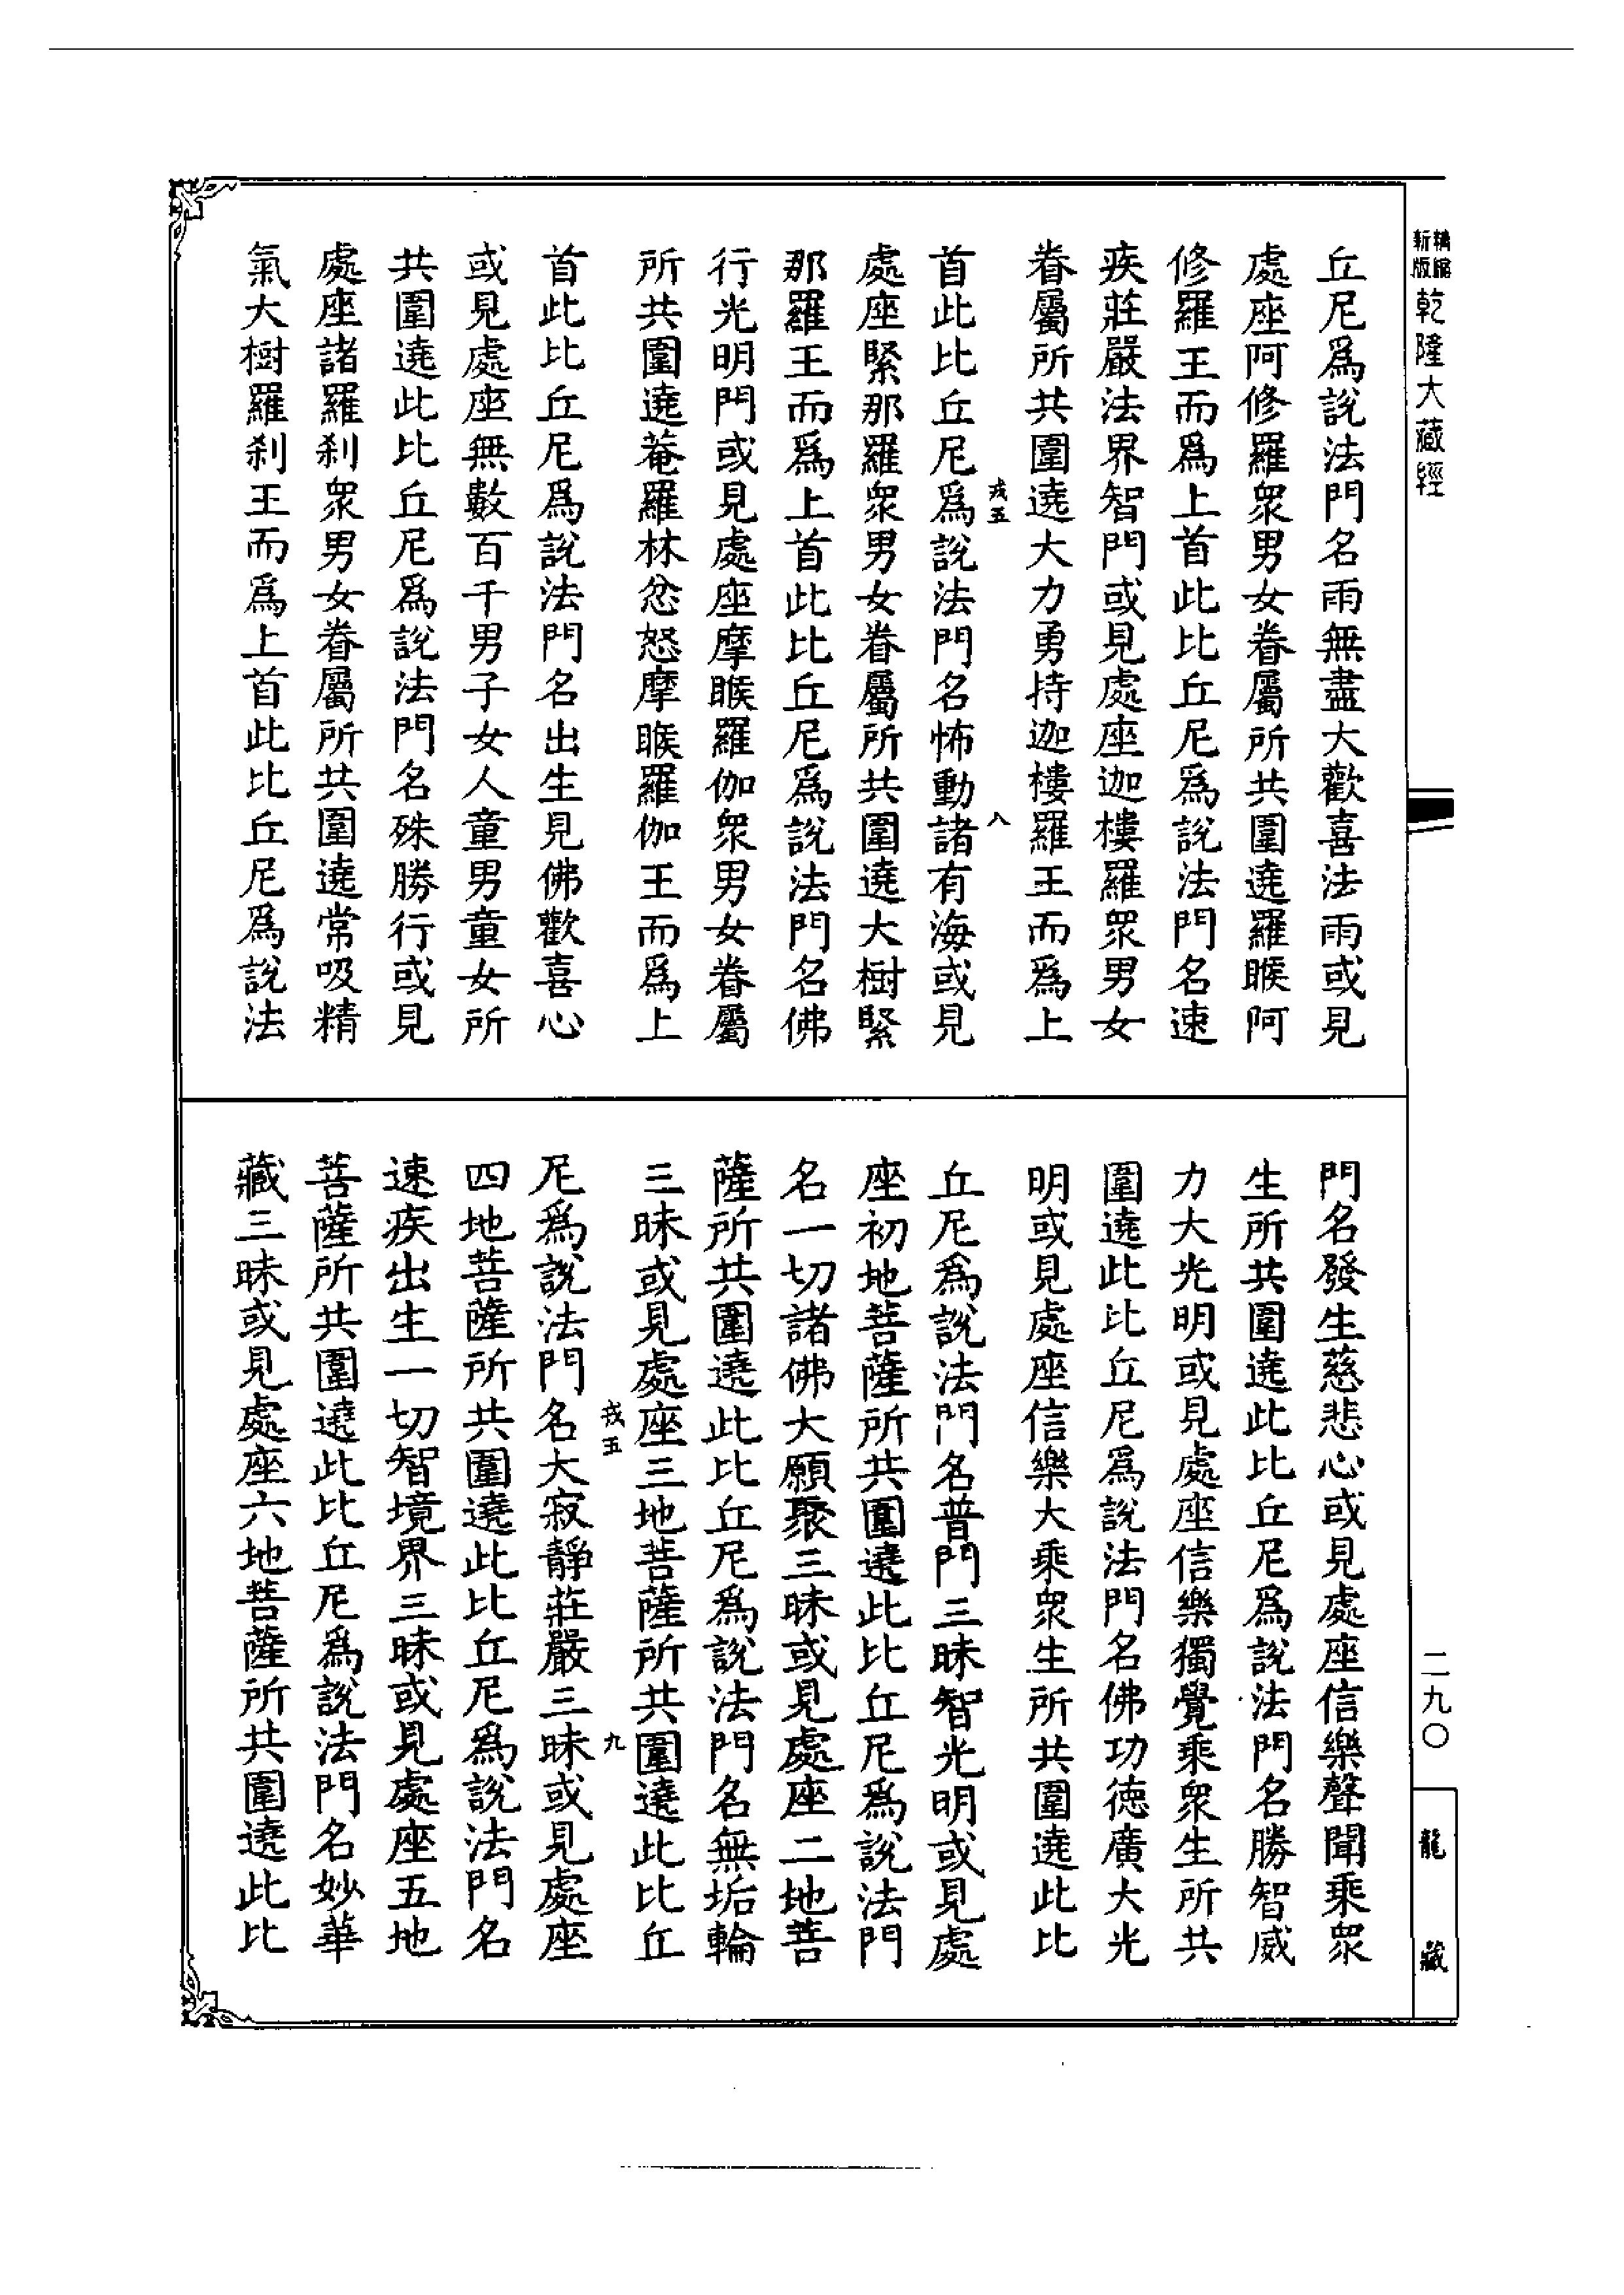 新版精縮
乾隆大藏經
丘尼爲說法門名雨無盡大歡喜法雨或見
處座阿修羅衆男女眷屬所共圍遶羅睺阿
修羅王而爲上首此比丘尼爲說法門名速
疾莊嚴法界智門或見處座迦樓羅衆男女
眷屬所共圍遶大力勇持迦樓羅王而爲上
戎五
八
首此比丘尼爲說法門名怖動諸有海或見
處座緊那羅衆男女眷屬所共圍遶大樹緊
那羅王而爲上首此比丘尼爲說法門名佛
行光明門或見處座摩睺羅伽衆男女眷屬
所共圍遶菴羅林忿怒摩睺羅伽王而爲上
首此比丘尼爲說法門名出生見佛歡喜心
或見處座無數百千男子女人童男童女所
共圍遶此比丘尼爲說法門名殊勝行或見
處座諸羅刹衆男女眷屬所共圍遶常吸精
氣大樹羅刹王而爲上首此比丘尼爲說法
門名發生慈悲心或見處座信樂聲聞乘衆
生所共圍遶此比丘尼爲說法門名勝智威
力大光明或見處座信樂獨覺乘衆生所共
圍遶此比丘尼爲說法門名佛功德廣大光
明或見處座信樂大乘衆生所共圍遶此比
丘尼爲說法門名普門三昧智光明或見處
座初地菩薩所共圍遶此比丘尼爲說法門
名一切諸佛大願聚三昧或見處座二地菩
薩所共圍遶此比丘尼爲說法門名無垢輪
三昧或見處座三地菩薩所共圍遶此比丘
戎五
九
尼爲說法門名大寂靜莊嚴三昧或見處座
四地菩薩所共圍遶此比丘尼爲說法門名
速疾出生一切智境界三昧或見處座五地
菩薩所共圍遶此比丘尼爲說法門名妙華
藏三昧或見處座六地菩薩所共圍遶此比
二九〇
龍藏